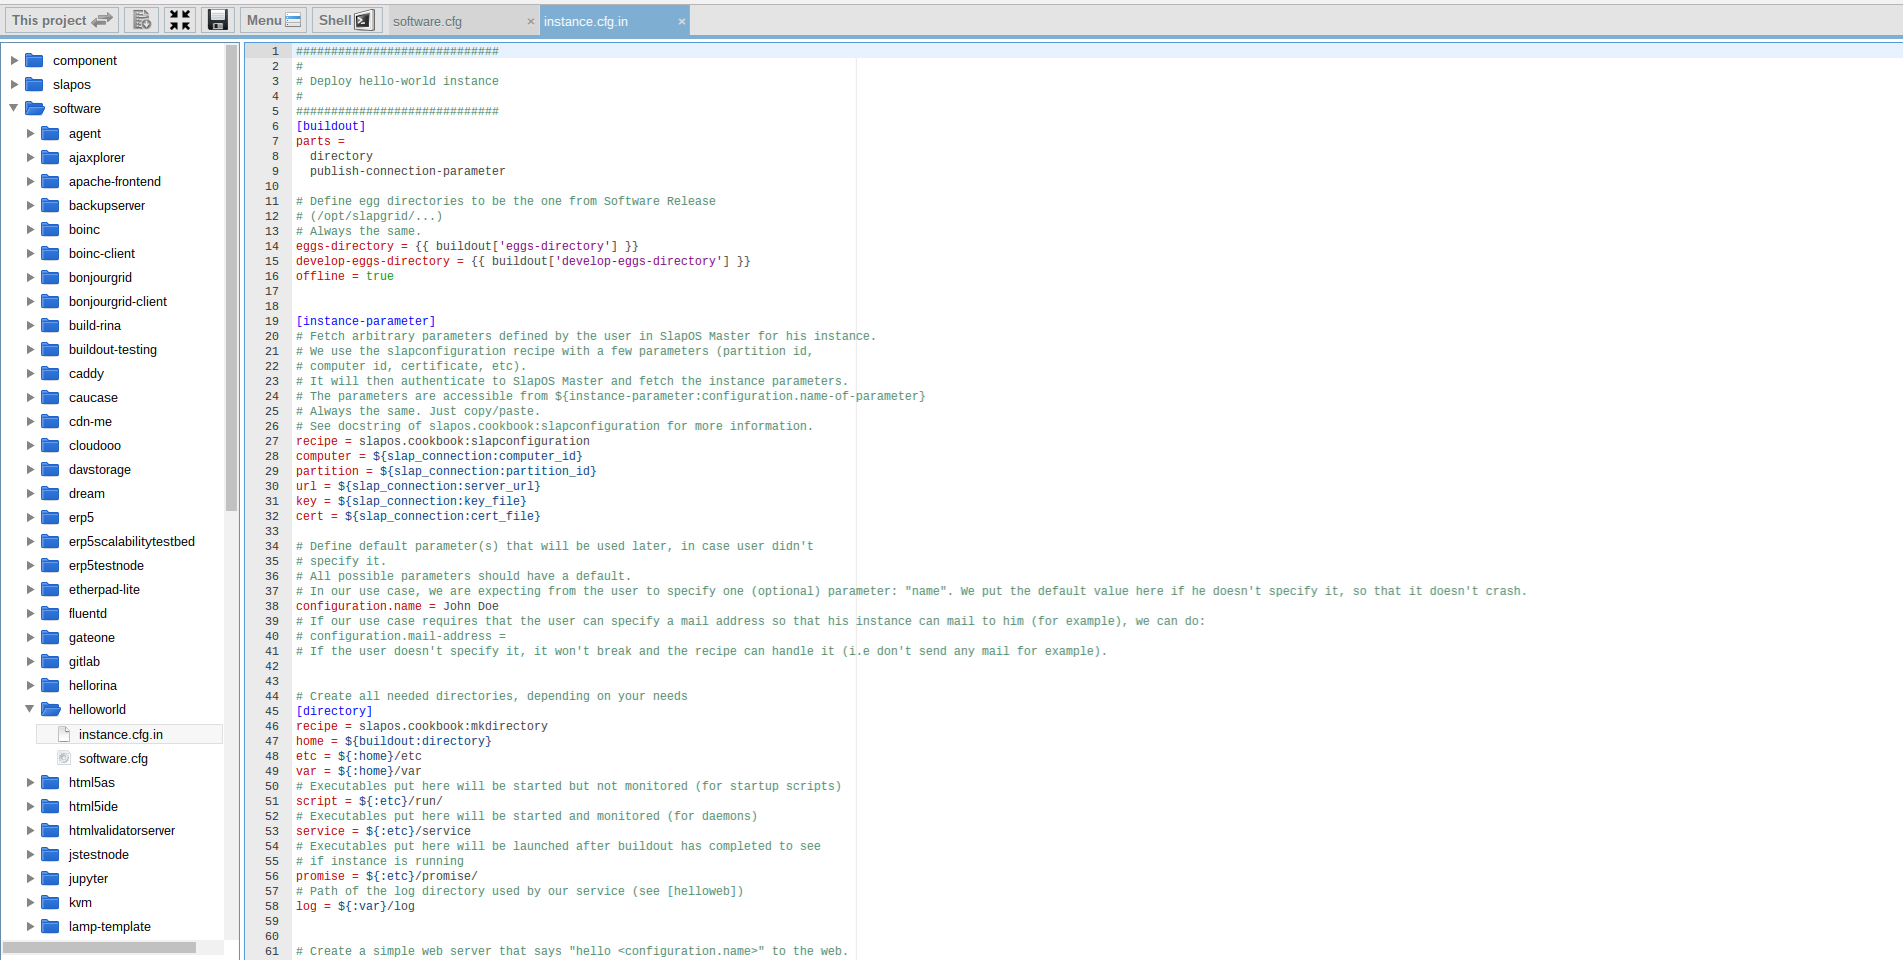 This project
Menu
Shell
software.cfg ×
instance.cfg.in ×
component
slapos
software
agent
ajaxplorer
apache-frontend
backupserver
boinc
boinc-client
bonjourgrid
bonjourgrid-client
build-rina
buildout-testing
caddy
caucase
cdn-me
cloudooo
davstorage
dream
erp5
erp5scalabilitytestbed
erp5testnode
etherpad-lite
fluentd
gateone
gitlab
hellorina
helloworld
instance.cfg.in
software.cfg
html5as
html5ide
htmlvalidatorserver
jstestnode
jupyter
kvm
lamp-template
1 #############################
2 #
3 # Deploy hello-world instance
4 #
5 #############################
6 [buildout]
7 parts =
8   directory
9   publish-connection-parameter
10
11 # Define egg directories to be the one from Software Release
12 # (/opt/slapgrid/...)
13 # Always the same.
14 eggs-directory = {{ buildout['eggs-directory'] }}
15 develop-eggs-directory = {{ buildout['develop-eggs-directory'] }}
16 offline = true
17
18
19 [instance-parameter]
20 # Fetch arbitrary parameters defined by the user in SlapOS Master for his instance.
21 # We use the slapconfiguration recipe with a few parameters (partition id,
22 # computer id, certificate, etc).
23 # It will then authenticate to SlapOS Master and fetch the instance parameters.
24 # The parameters are accessible from ${instance-parameter:configuration.name-of-parameter}
25 # Always the same. Just copy/paste.
26 # See docstring of slapos.cookbook:slapconfiguration for more information.
27 recipe = slapos.cookbook:slapconfiguration
28 computer = ${slap_connection:computer_id}
29 partition = ${slap_connection:partition_id}
30 url = ${slap_connection:server_url}
31 key = ${slap_connection:key_file}
32 cert = ${slap_connection:cert_file}
33
34 # Define default parameter(s) that will be used later, in case user didn't
35 # specify it.
36 # All possible parameters should have a default.
37 # In our use case, we are expecting from the user to specify one (optional) parameter: "name". We put the default value here if he doesn't specify it, so that it doesn't crash.
38 configuration.name = John Doe
39 # If our use case requires that the user can specify a mail address so that his instance can mail to him (for example), we can do:
40 # configuration.mail-address =
41 # If the user doesn't specify it, it won't break and the recipe can handle it (i.e don't send any mail for example).
42
43
44 # Create all needed directories, depending on your needs
45 [directory]
46 recipe = slapos.cookbook:mkdirectory
47 home = ${buildout:directory}
48 etc = ${:home}/etc
49 var = ${:home}/var
50 # Executables put here will be started but not monitored (for startup scripts)
51 script = ${:etc}/run/
52 # Executables put here will be started and monitored (for daemons)
53 service = ${:etc}/service
54 # Executables put here will be launched after buildout has completed to see
55 # if instance is running
56 promise = ${:etc}/promise/
57 # Path of the log directory used by our service (see [helloweb])
58 log = ${:var}/log
59
60
61 # Create a simple web server that says "hello <configuration.name>" to the web.